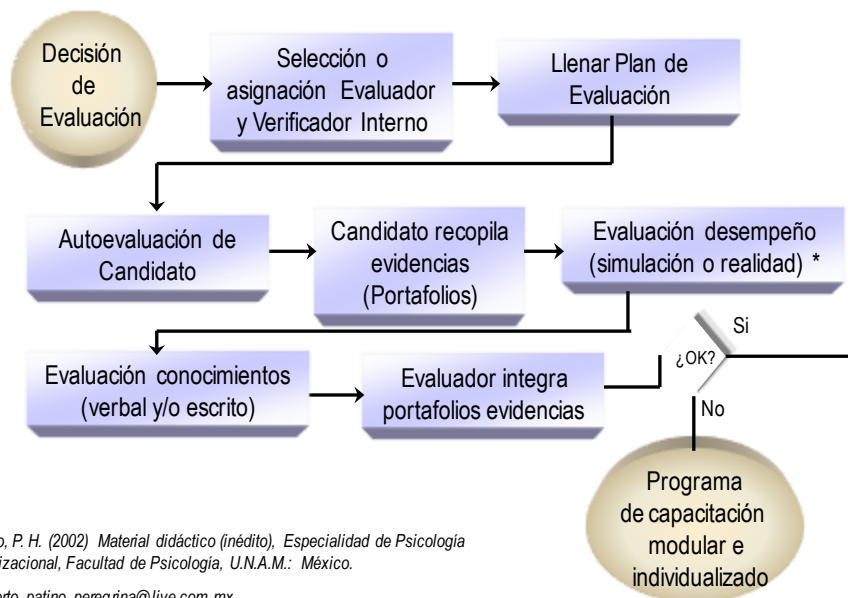 Decisión
de
Evaluación
Selección o
asignación Evaluador
y Verificador Interno
Llenar Plan de
Evaluación
Autoevaluación de
Candidato
Candidato recopila
evidencias
(Portafolios)
Evaluación desempeño
(simulación o realidad) *
Evaluación conocimientos
(verbal y/o escrito)
Evaluador integra
portafolios evidencias
¿OK?
Si
No
Programa
de capacitación
modular e
individualizado
o, P. H. (2002) Material didáctico (inédito), Especialidad de Psicología
izacional, Facultad de Psicología, U.N.A.M.: México.